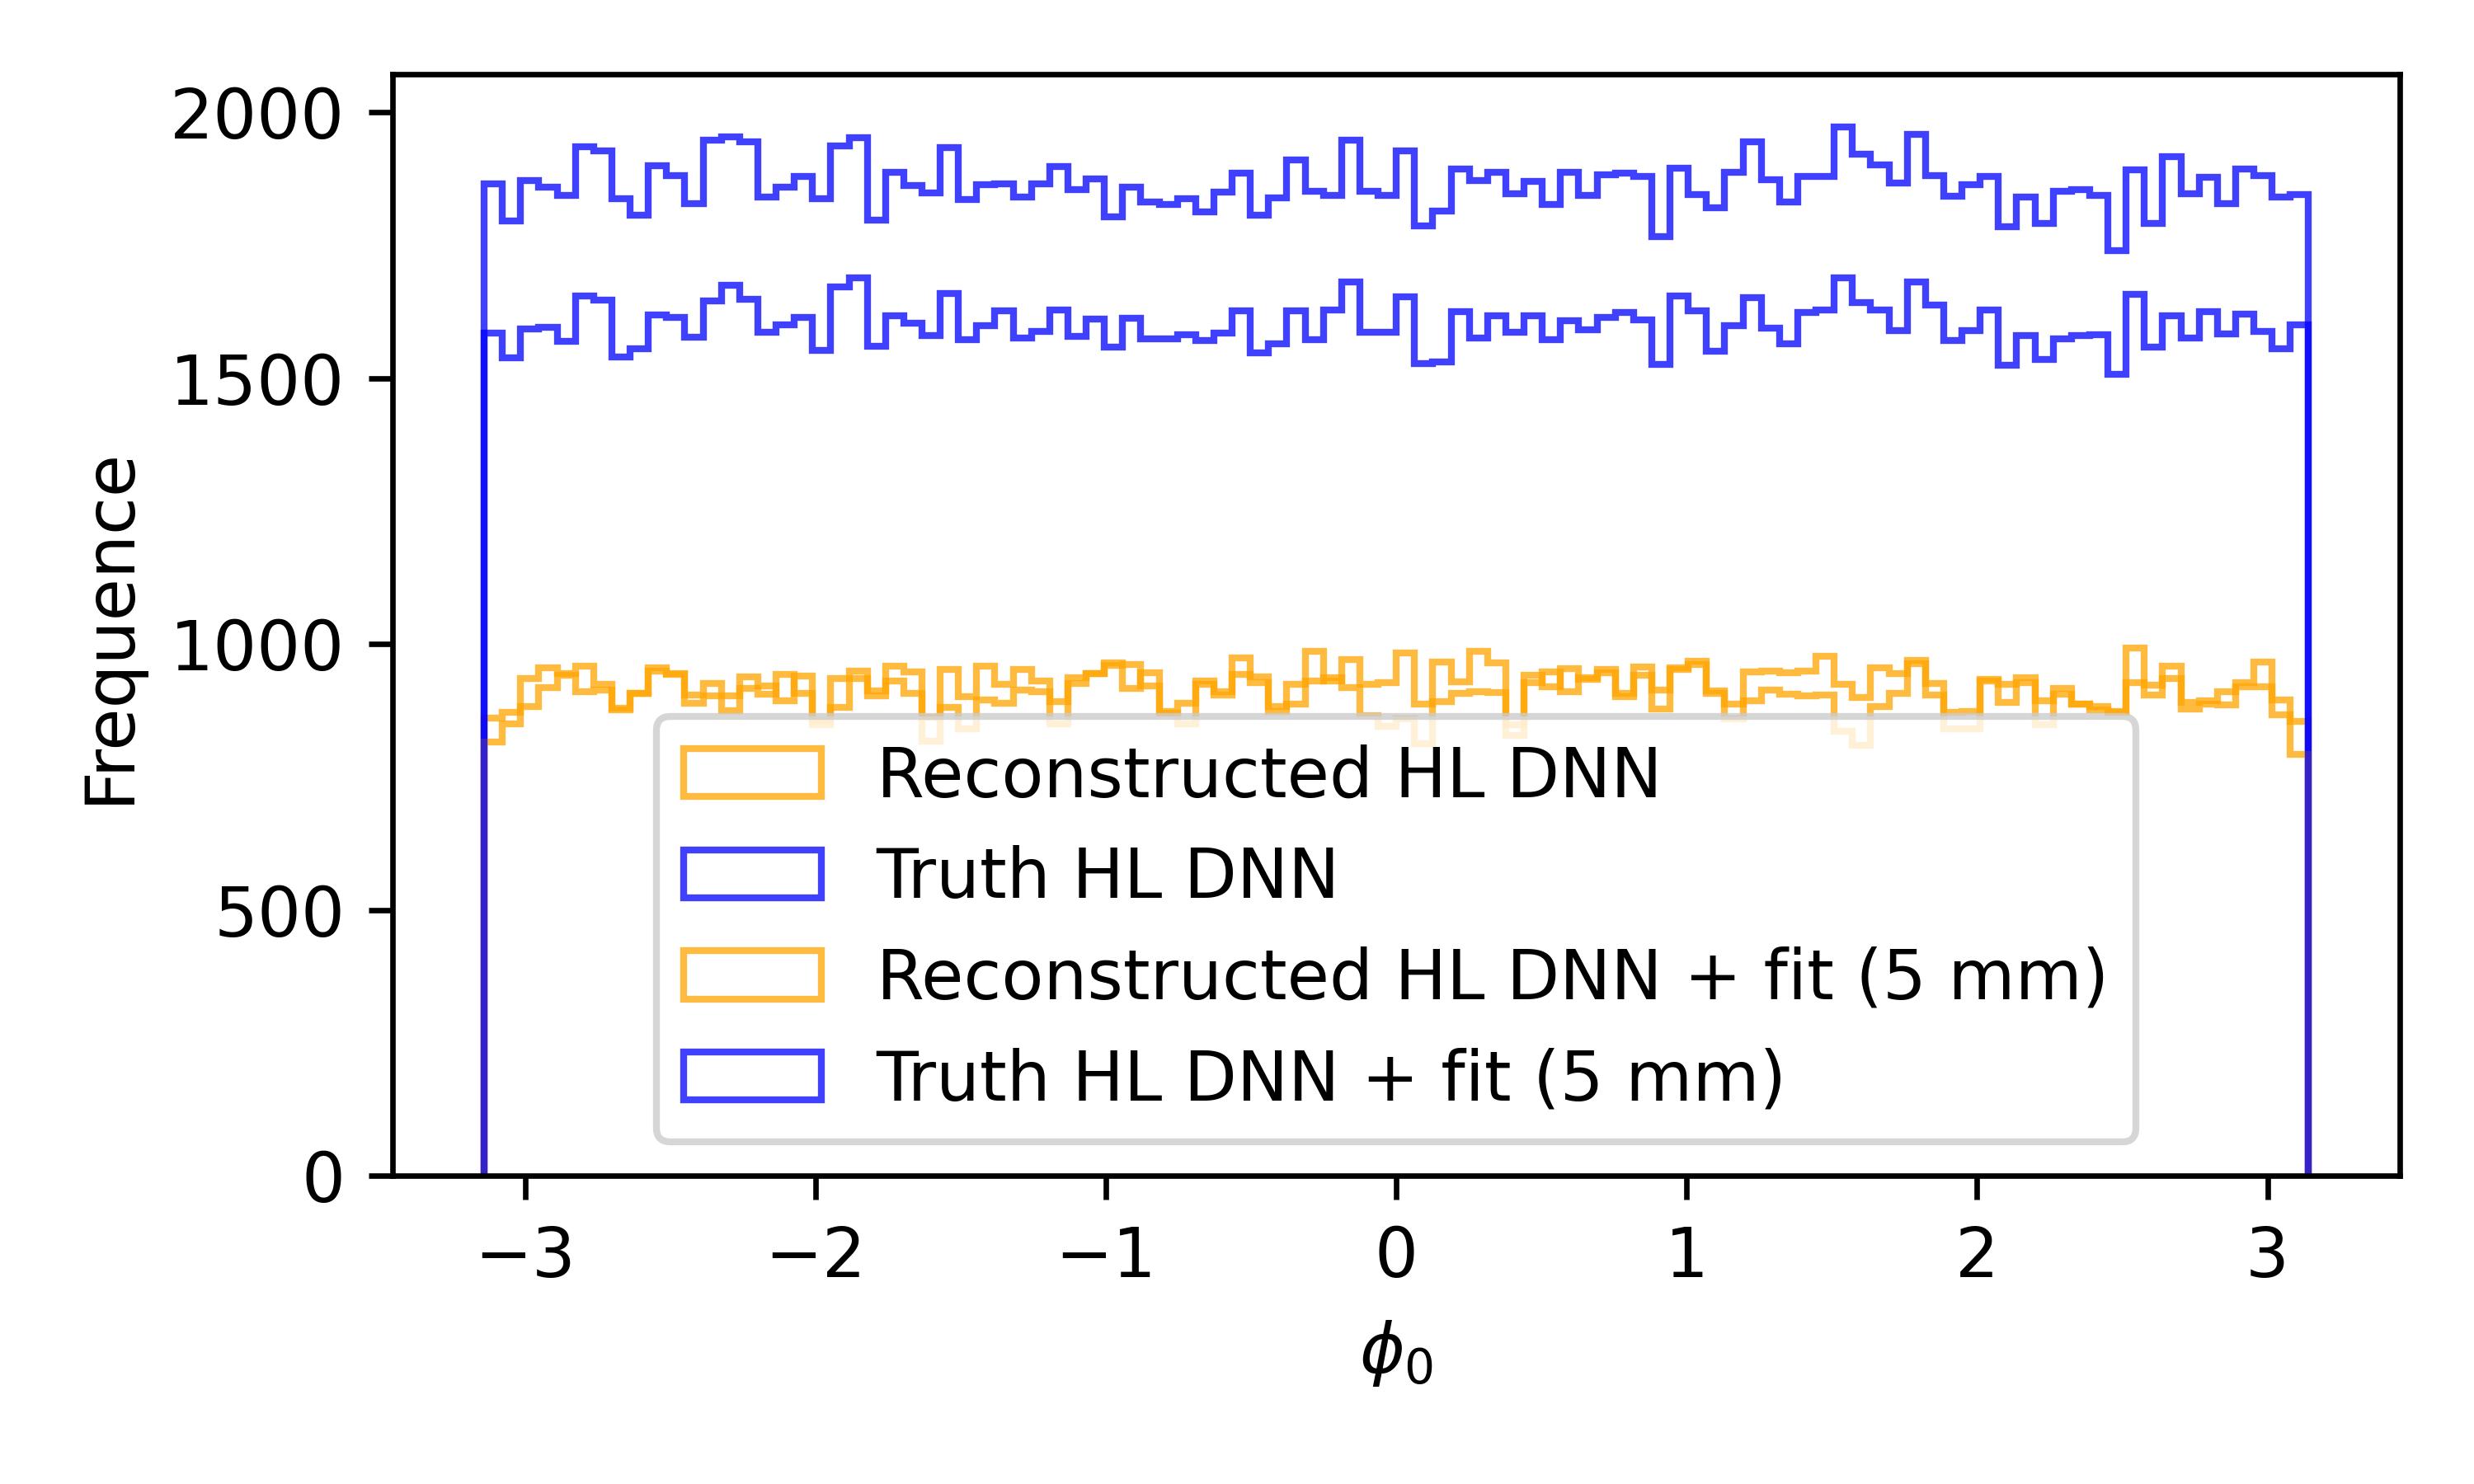 2000
1500
1000
500
0
Frequence
Reconstructed HL DNN
Truth HL DNN
Reconstructed HL DNN + fit (5 mm)
Truth HL DNN + fit (5 mm)
−3 −2 −1 0 1 2 3
ϕ₀